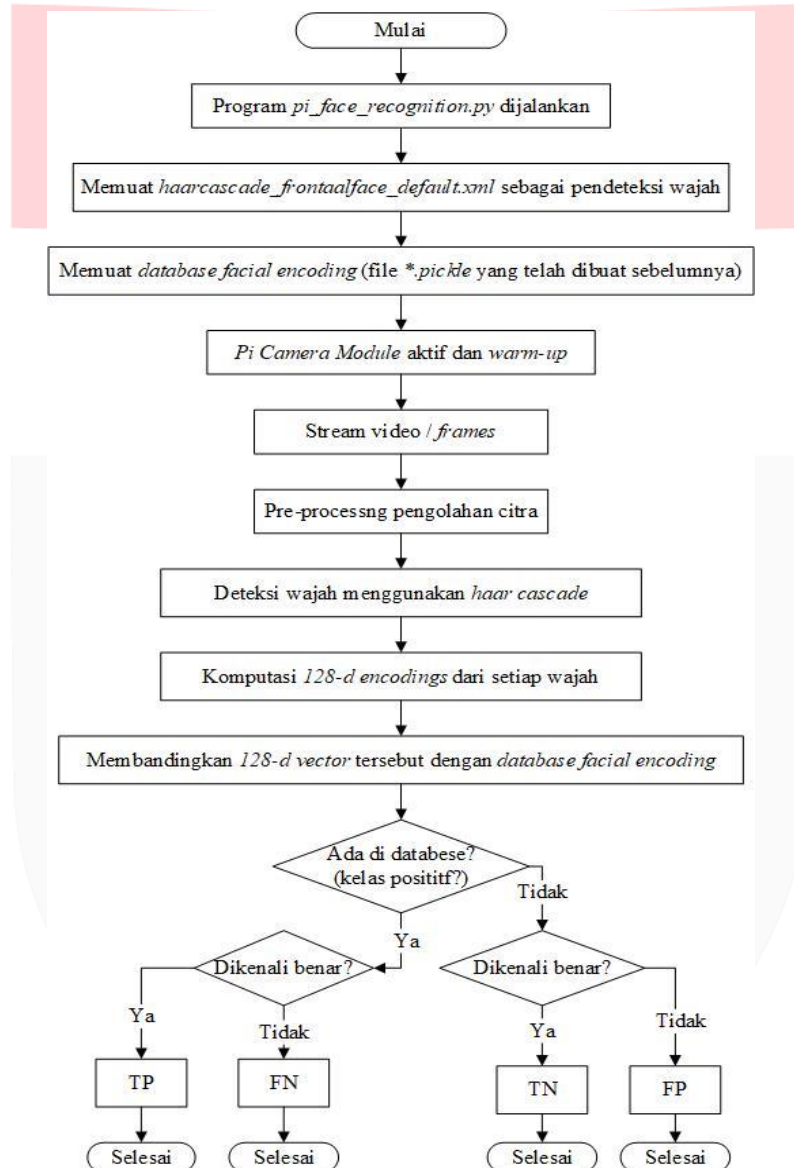 Mulai
Program pi_face_recognition.py dijalankan
Memuat haarcascade_frontaalface_default.xml sebagai pendeteksi wajah
Memuat database facial encoding (file *.pickle yang telah dibuat sebelumnya)
Pi Camera Module aktif dan warm-up
Stream video / frames
Pre-processng pengolahan citra
Deteksi wajah menggunakan haar cascade
Komputasi 128-d encodings dari setiap wajah
Membandingkan 128-d vector tersebut dengan database facial encoding
Ada di databese?
(kelas posititf?)
Tidak
Ya
Dikenali benar?
Dikenali benar?
Ya
Tidak
Ya
Tidak
TP
FN
TN
FP
Selesai
Selesai
Selesai
Selesai